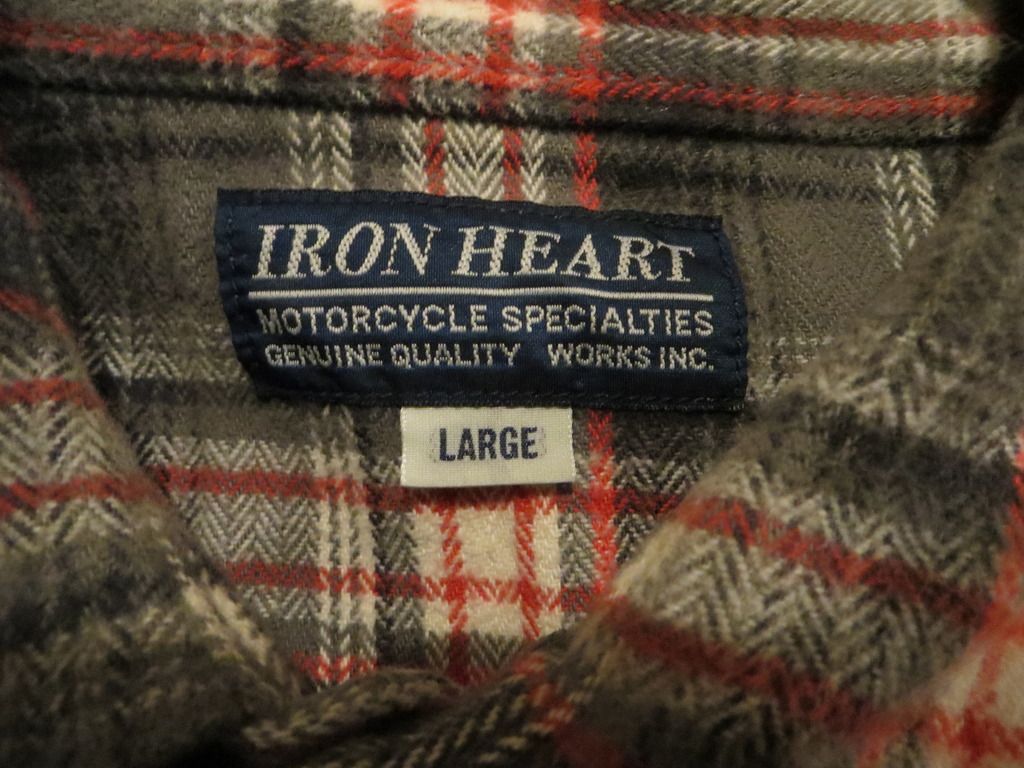 IRON HEART
MOTORCYCLE SPECIALTIES
GENUINE QUALITY WORKS INC.
LARGE